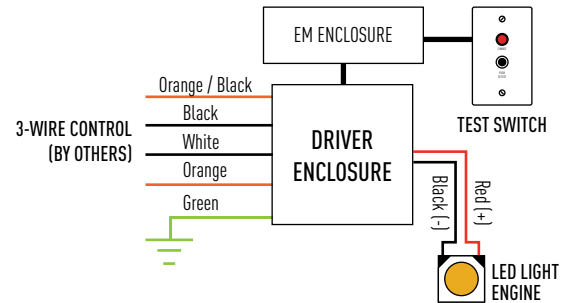 EM ENCLOSURE
TEST SWITCH
3-WIRE CONTROL
(BY OTHERS)
Orange / Black
Black
White
Orange
Green
DRIVER
ENCLOSURE
Black (-)
Red (+)
LED LIGHT
ENGINE